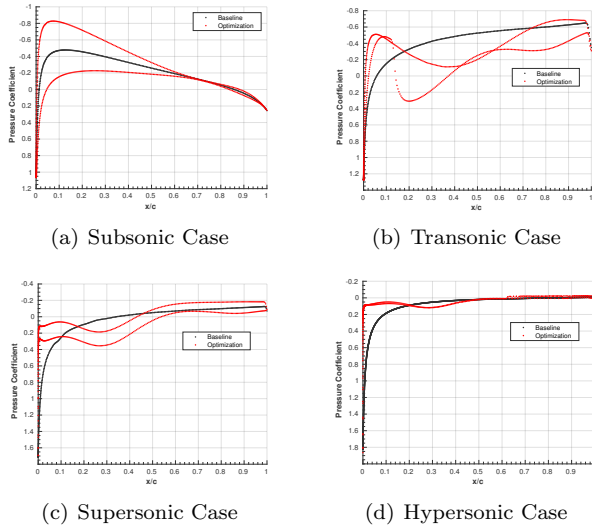 -1
-0.8
-0.6
-0.4
-0.2
0
0.2
0.4
0.6
0.8
1
1.2
Pressure Coefficient
Baseline
Optimization
0 0.1 0.2 0.3 0.4 0.5 0.6 0.7 0.8 0.9 1
x/c
(a) Subsonic Case
-0.8
-0.6
-0.4
-0.2
0
0.2
0.4
0.6
0.8
1
1.2
1.4
Pressure Coefficient
Baseline
Optimization
0 0.1 0.2 0.3 0.4 0.5 0.6 0.7 0.8 0.9 1
x/c
(b) Transonic Case
-0.4
-0.2
0
0.2
0.4
0.6
0.8
1
1.2
1.4
1.6
Pressure Coefficient
Baseline
Optimization
0 0.1 0.2 0.3 0.4 0.5 0.6 0.7 0.8 0.9 1
x/c
(c) Supersonic Case
-0.2
0
0.2
0.4
0.6
0.8
1
1.2
1.4
1.6
1.8
Pressure Coefficient
Baseline
Optimization
0 0.1 0.2 0.3 0.4 0.5 0.6 0.7 0.8 0.9 1
x/c
(d) Hypersonic Case